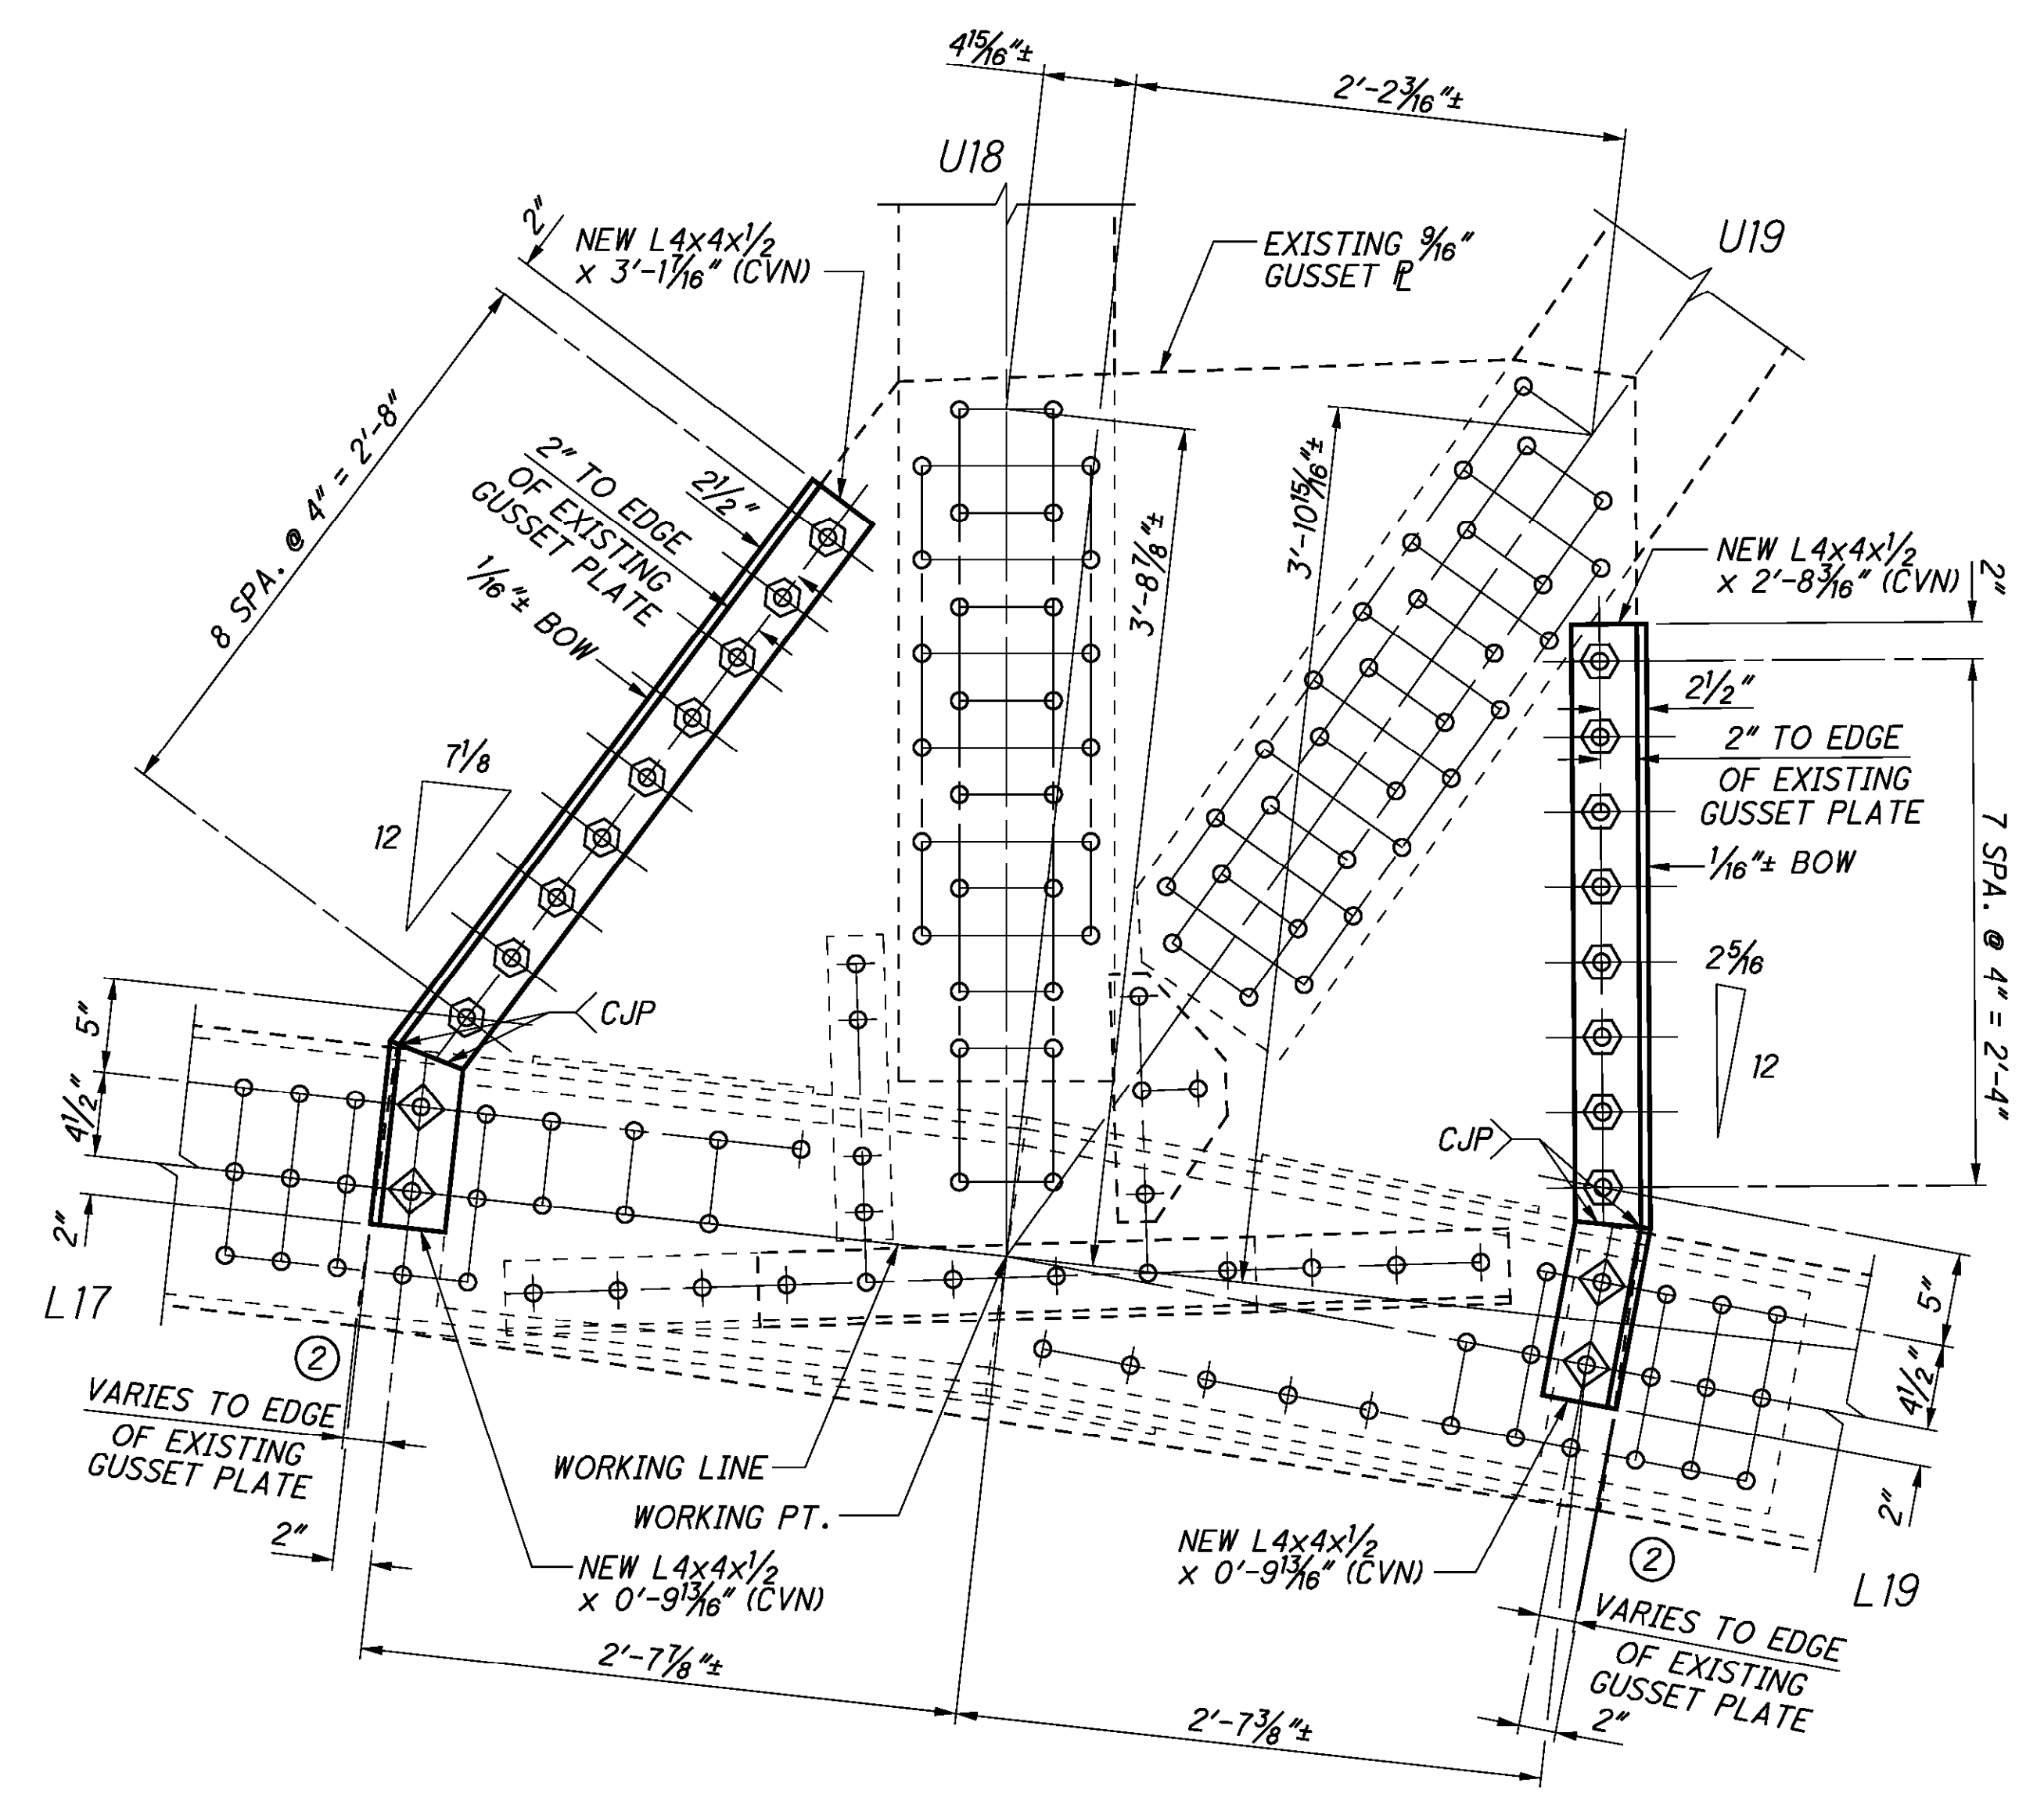 4 15/16"±
2'-2 3/16"±
U18
U19
2"
NEW L4x4x1/2
x 3'-1 7/16" (CVN)
EXISTING 9/16"
GUSSET PL
8 SPA. @ 4" = 2'-8"
2" TO EDGE
OF EXISTING
GUSSET PLATE
2 1/2"
1/16"± BOW
3'-8 7/8"±
3'-10 15/16"±
NEW L4x4x1/2
x 2'-8 3/16" (CVN)
2"
2 1/2"
2" TO EDGE
OF EXISTING
GUSSET PLATE
1/16"± BOW
7 SPA. @ 4" = 2'-4"
7 1/8
12
2 5/16
12
CJP
CJP
5"
4 1/2"
2"
L17
5"
4 1/2"
2"
L19
2
VARIES TO EDGE
OF EXISTING
GUSSET PLATE
2"
WORKING LINE
WORKING PT.
NEW L4x4x1/2
x 0'-9 13/16" (CVN)
NEW L4x4x1/2
x 0'-9 13/16" (CVN)
2
VARIES TO EDGE
OF EXISTING
GUSSET PLATE
2"
2'-7 7/8"±
2'-7 3/8"±